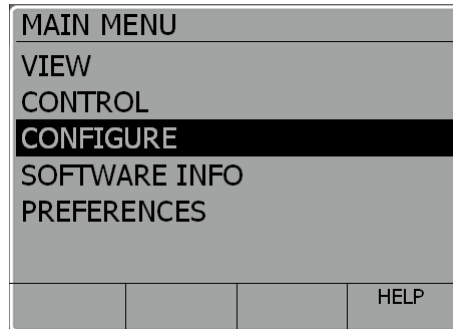 MAIN MENU
VIEW
CONTROL
CONFIGURE
SOFTWARE INFO
PREFERENCES
HELP